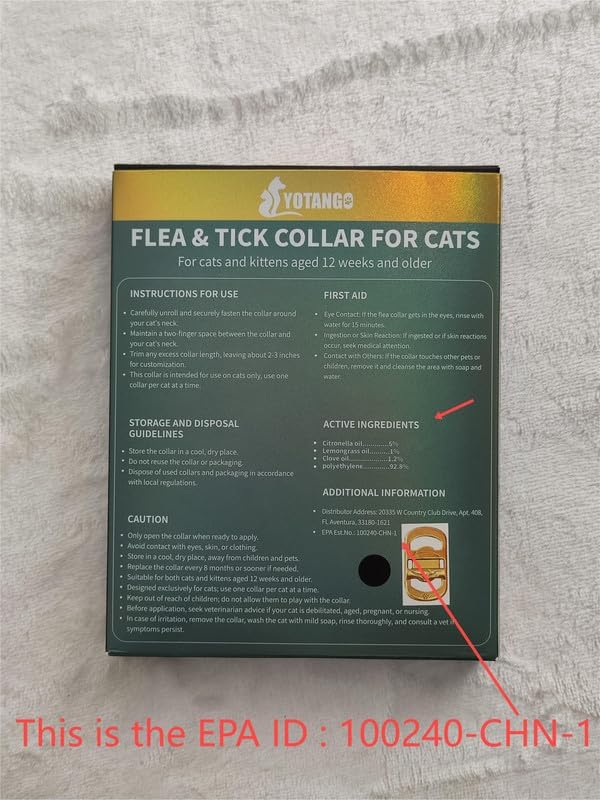 YOTANGO
FLEA & TICK COLLAR FOR CATS
For cats and kittens aged 12 weeks and older
INSTRUCTIONS FOR USE
• Carefully unroll and securely fasten the collar around
your cat's neck.
• Maintain a two-finger space between the collar and
your cat's neck.
• Trim any excess collar length, leaving about 2-3 inches
for customization.
• This collar is intended for use on cats only, use one
collar per cat at a time.
FIRST AID
• Eye Contact: If the flea collar gets in the eyes, rinse with
water for 15 minutes.
• Ingestion or Skin Reaction: If ingested or if skin reactions
occur, seek medical attention.
• Contact with Others: If the collar touches other pets or
children, remove it and cleanse the area with soap and
water.
STORAGE AND DISPOSAL
GUIDELINES
• Store the collar in a cool, dry place.
• Do not reuse the collar or packaging.
• Dispose of used collars and packaging in accordance
with local regulations.
ACTIVE INGREDIENTS
• Citronella oil............6%
• Lemongrass oil..........1%
• Clove oil..................1.2%
• polyethylene.............92.8%
ADDITIONAL INFORMATION
• Distributor Address: 20335 W Country Club Drive, Apt. 408,
FL Aventura, 33180-1621
• EPA Est.No.: 100240-CHN-1
CAUTION
• Only open the collar when ready to apply.
• Avoid contact with eyes, skin, or clothing.
• Store in a cool, dry place, away from children and pets.
• Replace the collar every 8 months or sooner if needed.
• Suitable for both cats and kittens aged 12 weeks and older.
• Designed exclusively for cats; use one collar per cat at a time.
• Keep out of reach of children; do not allow them to play with the collar.
• Before application, seek veterinary advice if your cat is debilitated, aged, pregnant, or nursing.
• In case of irritation, remove the collar, wash the cat with mild soap, rinse thoroughly, and consult a vet if
symptoms persist.
This is the EPA ID : 100240-CHN-1